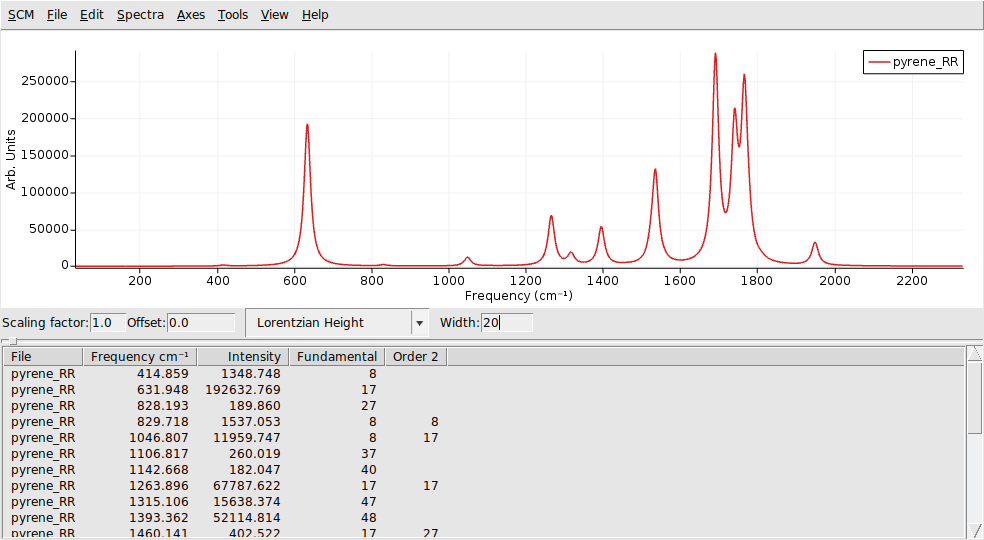 SCM File Edit Spectra Axes Tools View Help
pyrene_RR
Arb. Units
250000
200000
150000
100000
50000
0
200 400 600 800 1000 1200 1400 1600 1800 2000 2200
Frequency (cm⁻¹)
Scaling factor: 1.0 Offset: 0.0 Lorentzian Height Width: 20
File Frequency cm⁻¹ Intensity Fundamental Order 2
pyrene_RR 414.859 1348.748 8
pyrene_RR 631.948 192632.769 17
pyrene_RR 828.193 189.860 27
pyrene_RR 829.718 1537.053 8 8
pyrene_RR 1046.807 11959.747 8 17
pyrene_RR 1106.817 260.019 37
pyrene_RR 1142.668 182.047 40
pyrene_RR 1263.896 67787.622 17 17
pyrene_RR 1315.106 15638.374 47
pyrene_RR 1393.362 52114.814 48
pyrene_RR 1460.141 402.522 17 27